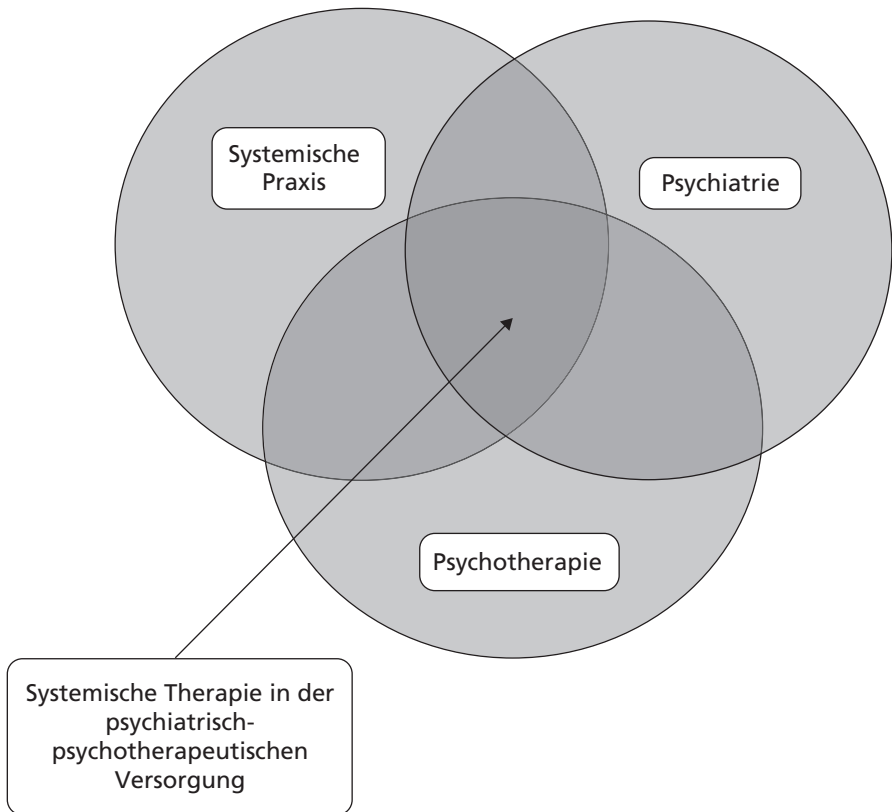 Systemische
Praxis
Psychiatrie
Psychotherapie
Systemische Therapie in der
psychiatrisch-
psychotherapeutischen
Versorgung